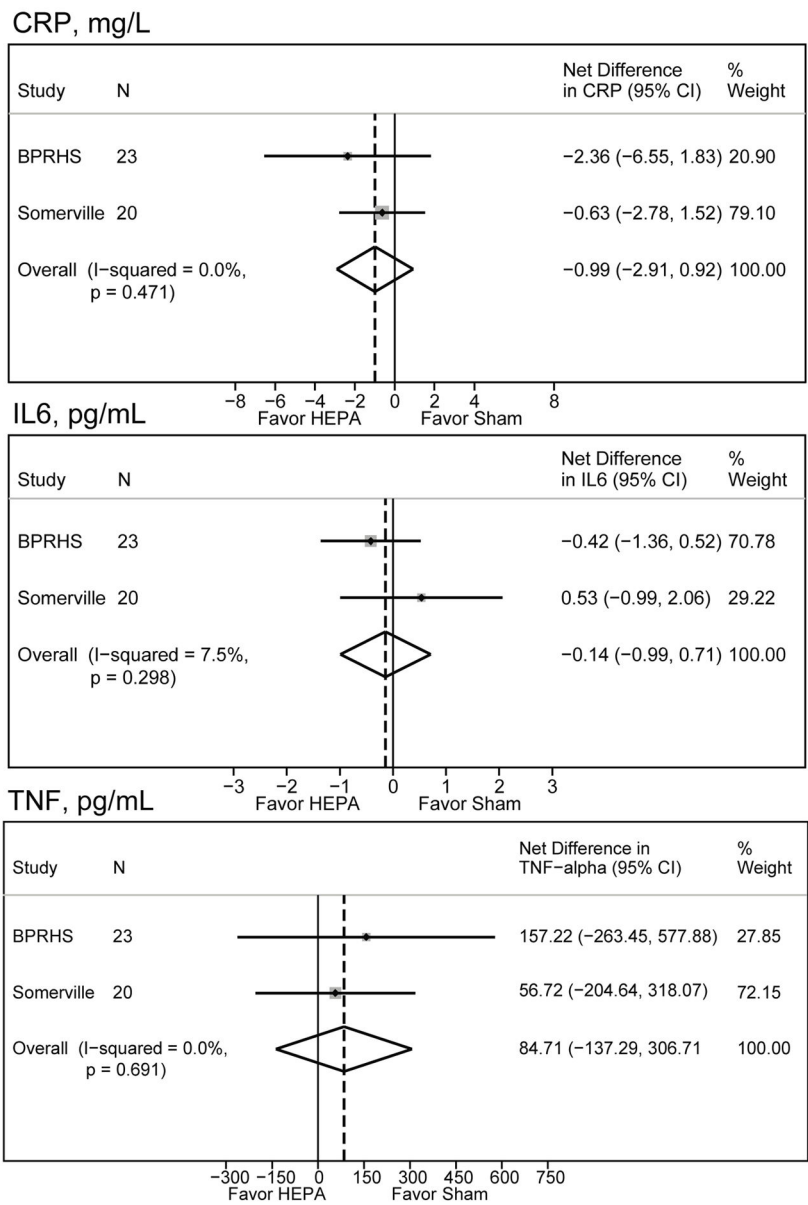 CRP, mg/L
Net Difference %
Study N in CRP (95% CI) Weight
BPRHS 23 −2.36 (−6.55, 1.83) 20.90
Somerville 20 −0.63 (−2.78, 1.52) 79.10
Overall (I−squared = 0.0%, −0.99 (−2.91, 0.92) 100.00
p = 0.471)
−8 −6 −4 −2 0 2 4 8
Favor HEPA Favor Sham
IL6, pg/mL
Net Difference %
Study N in IL6 (95% CI) Weight
BPRHS 23 −0.42 (−1.36, 0.52) 70.78
Somerville 20 0.53 (−0.99, 2.06) 29.22
Overall (I−squared = 7.5%, −0.14 (−0.99, 0.71) 100.00
p = 0.298)
−3 −2 −1 0 1 2 3
Favor HEPA Favor Sham
TNF, pg/mL
Net Difference in %
Study N TNF−alpha (95% CI) Weight
BPRHS 23 157.22 (−263.45, 577.88) 27.85
Somerville 20 56.72 (−204.64, 318.07) 72.15
Overall (I−squared = 0.0%, 84.71 (−137.29, 306.71 100.00
p = 0.691)
−300 −150 0 150 300 450 600 750
Favor HEPA Favor Sham